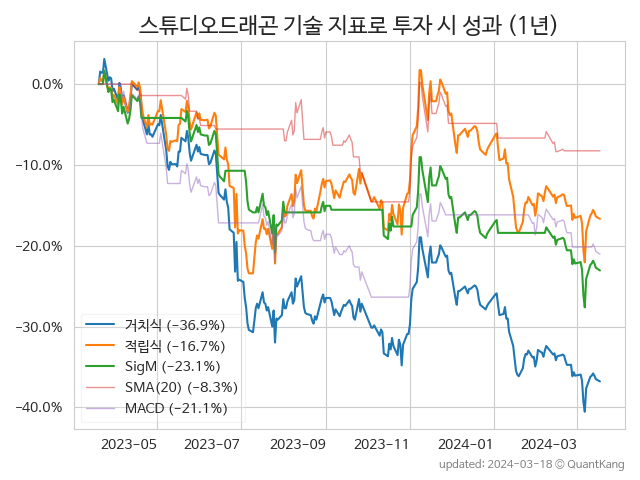 스튜디오드래곤 기술 지표로 투자 시 성과 (1년)
0.0%
−10.0%
−20.0%
−30.0%
−40.0%
거치식 (−36.9%)
적립식 (−16.7%)
SigM (−23.1%)
SMA(20) (−8.3%)
MACD (−21.1%)
2023−05 2023−07 2023−09 2023−11 2024−01 2024−03
updated: 2024−03−18 © QuantKang